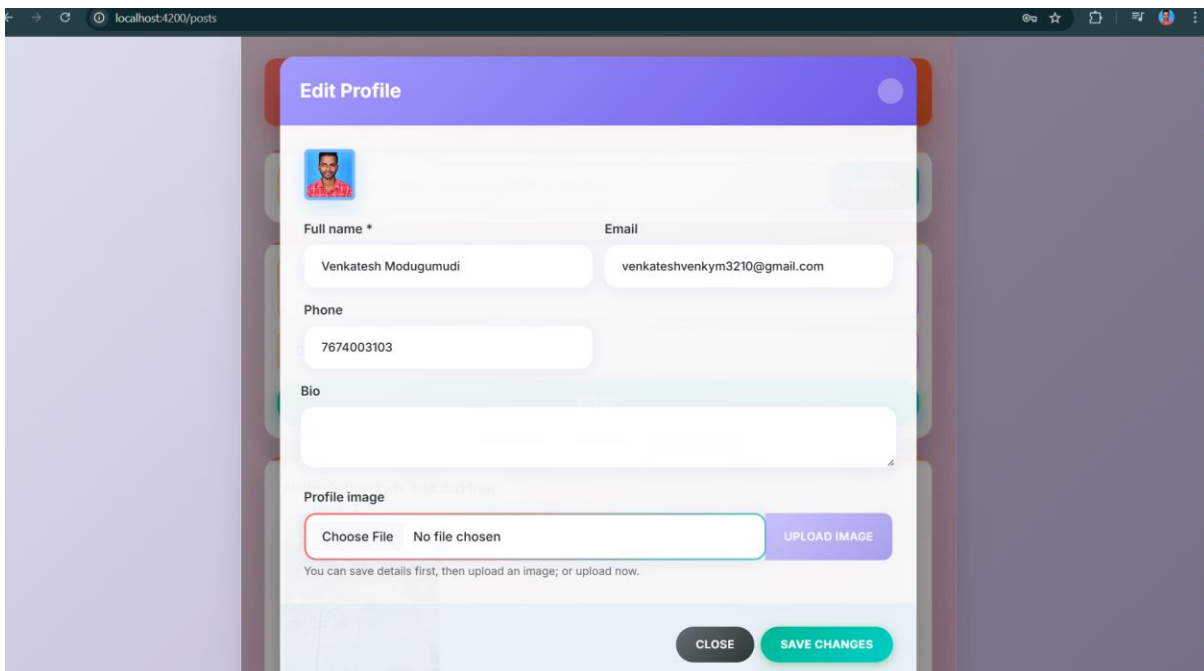 localhost:4200/posts
Edit Profile
Full name *
Email
Venkatesh Modugumudi
venkateshvenkym3210@gmail.com
Phone
7674003103
Bio
Profile image
Choose File No file chosen
UPLOAD IMAGE
You can save details first, then upload an image; or upload now.
CLOSE
SAVE CHANGES